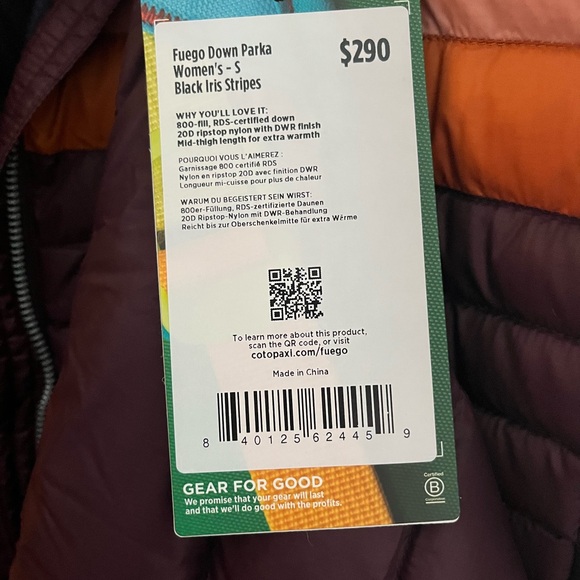 Fuego Down Parka
Women's - S
Black Iris Stripes
$290
WHY YOU'LL LOVE IT:
800-fill, RDS-certified down
20D ripstop nylon with DWR finish
Mid-thigh length for extra warmth
POURQUOI VOUS L'AIMEREZ :
Garnissage 800 certifié RDS
Nylon en ripstop 20D avec finition DWR
Longueur mi-cuisse pour plus de chaleur
WARUM DU BEGEISTERT SEIN WIRST:
800er-Füllung, RDS-zertifizierte Daunen
20D Ripstop-Nylon mit DWR-Behandlung
Reicht bis zur Oberschenkelmitte für extra Wärme
To learn more about this product,
scan the QR code, or visit
cotopaxi.com/fuego
Made in China
8 40125 62445 9
GEAR FOR GOOD
We promise that your gear will last
and that we'll do good with the profits.
Certified
B
Corporation